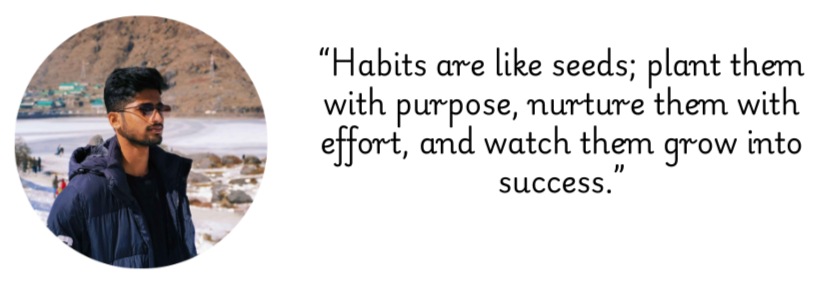 “Habits are like seeds; plant them
with purpose, nurture them with
effort, and watch them grow into
success.”